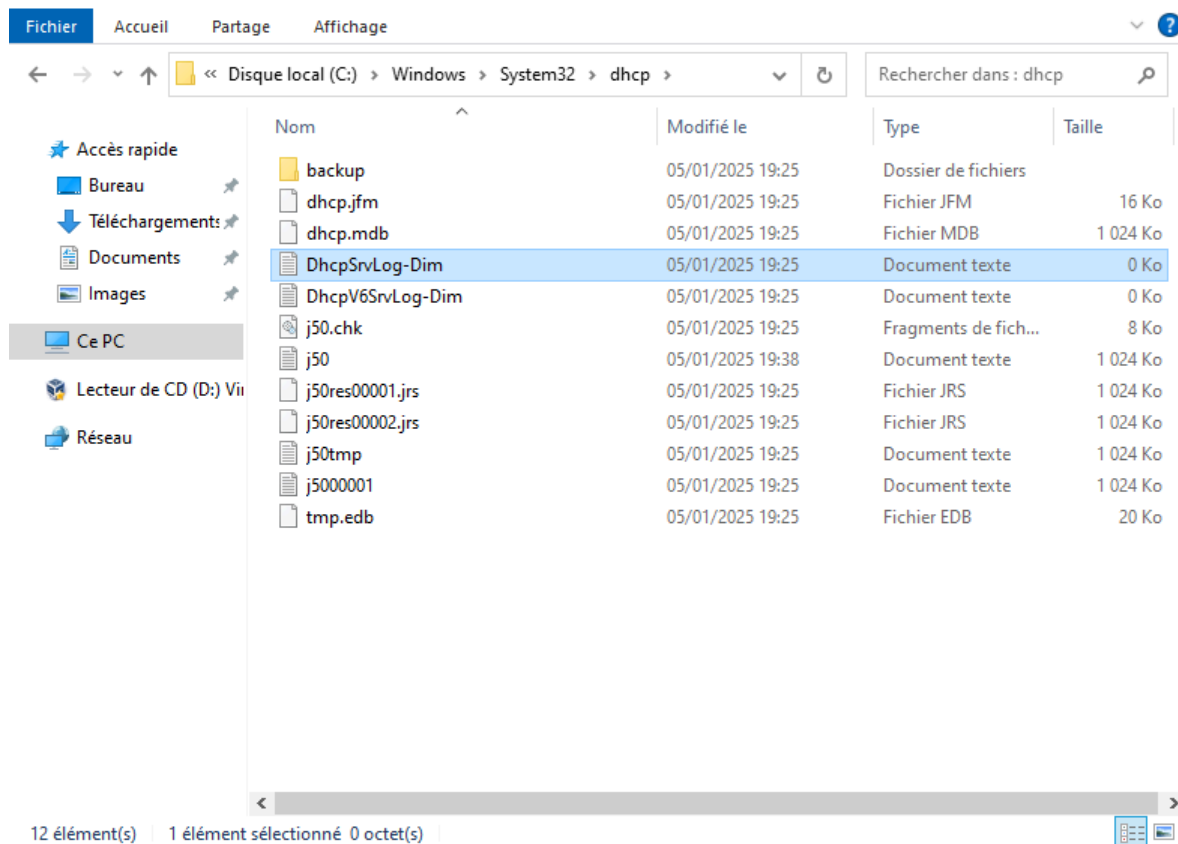 Fichier Accueil Partage Affichage
« Disque local (C:) › Windows › System32 › dhcp › Rechercher dans : dhcp
Nom Modifié le Type Taille
Accès rapide
Bureau
Téléchargements
Documents
Images
Ce PC
Lecteur de CD (D:) Vir
Réseau
backup 05/01/2025 19:25 Dossier de fichiers
dhcp.jfm 05/01/2025 19:25 Fichier JFM 16 Ko
dhcp.mdb 05/01/2025 19:25 Fichier MDB 1 024 Ko
DhcpSrvLog-Dim 05/01/2025 19:25 Document texte 0 Ko
DhcpV6SrvLog-Dim 05/01/2025 19:25 Document texte 0 Ko
j50.chk 05/01/2025 19:25 Fragments de fich... 8 Ko
j50 05/01/2025 19:38 Document texte 1 024 Ko
j50res00001.jrs 05/01/2025 19:25 Fichier JRS 1 024 Ko
j50res00002.jrs 05/01/2025 19:25 Fichier JRS 1 024 Ko
j50tmp 05/01/2025 19:25 Document texte 1 024 Ko
j5000001 05/01/2025 19:25 Document texte 1 024 Ko
tmp.edb 05/01/2025 19:25 Fichier EDB 20 Ko
12 élément(s) 1 élément sélectionné 0 octet(s)